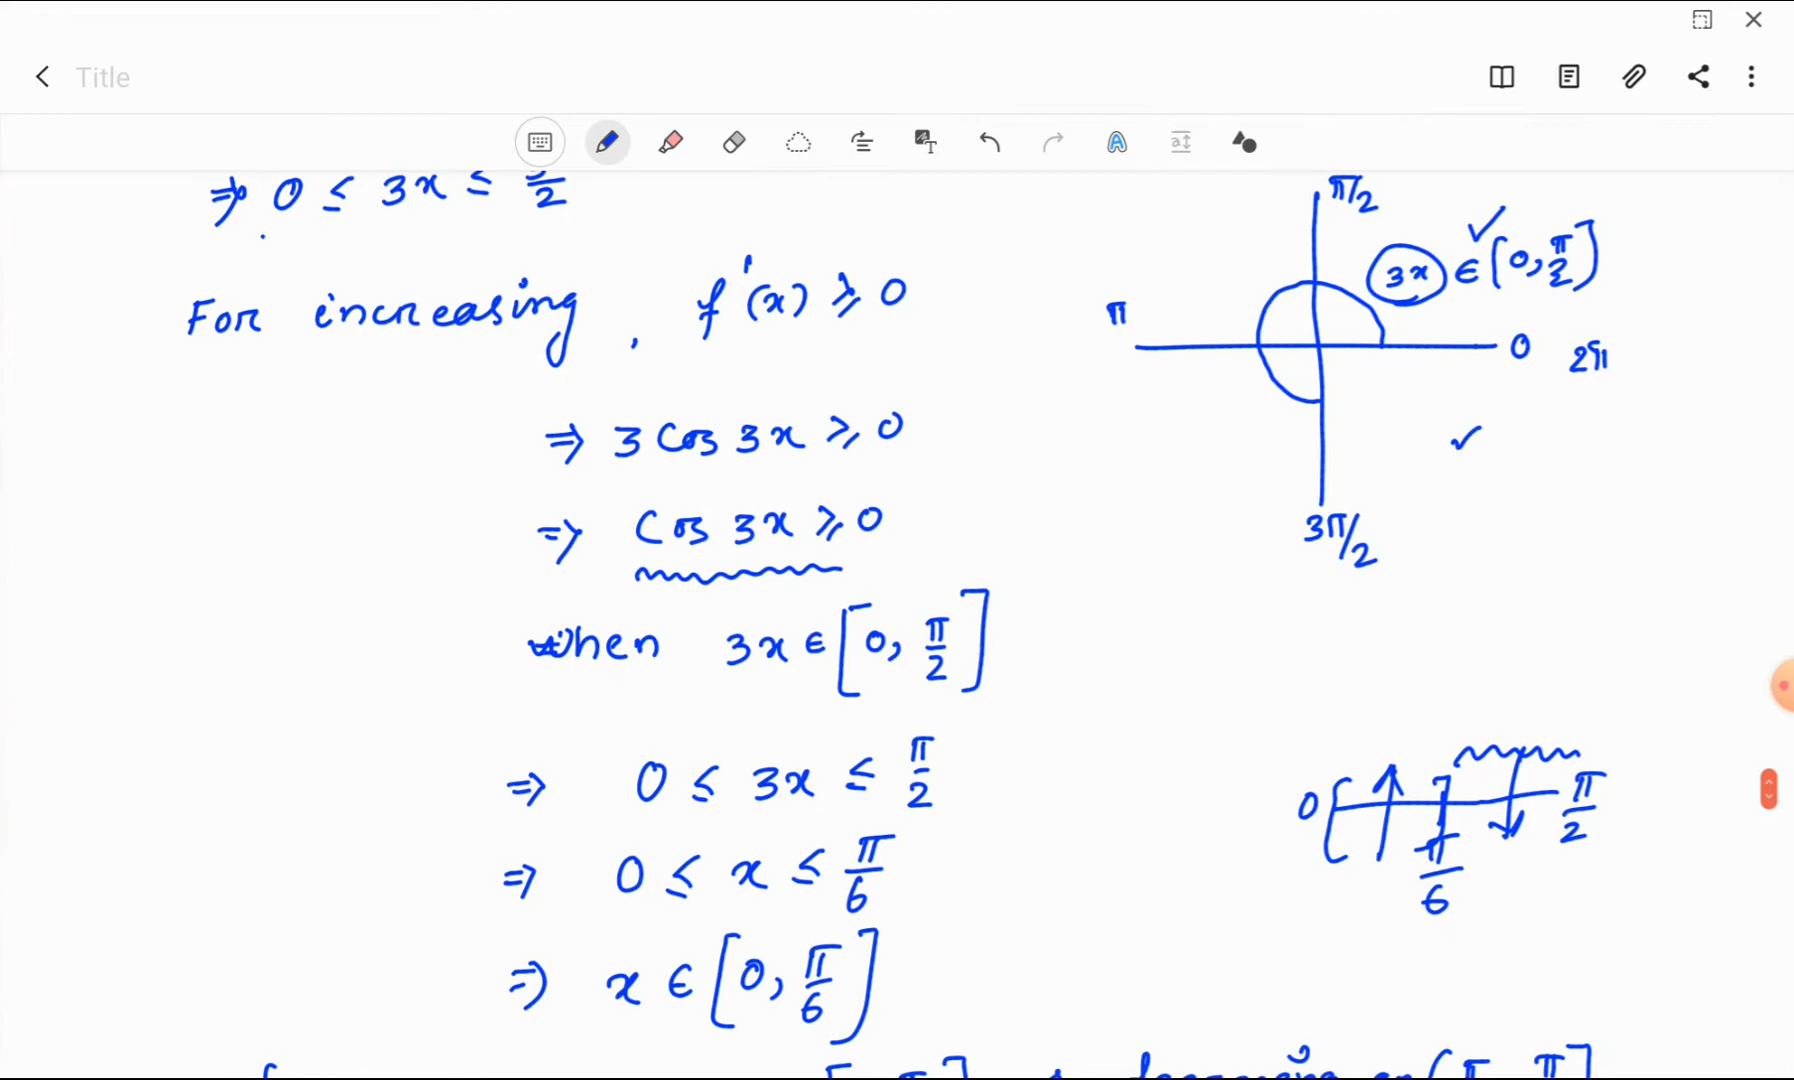 Title
⇒ 0 ≤ 3x ≤ /2
For increasing, f'(x) ≥ 0
⇒ 3 Cos 3x ≥ 0
⇒ Cos 3x ≥ 0
When 3x ∈ [0, π/2]
⇒ 0 ≤ 3x ≤ π/2
⇒ 0 ≤ x ≤ π/6
⇒ x ∈ [0, π/6]
π/2
✓
3x ∈ [0, π/2]
π
0 2π
✓
3π/2
0 [ ] π/2
π/6